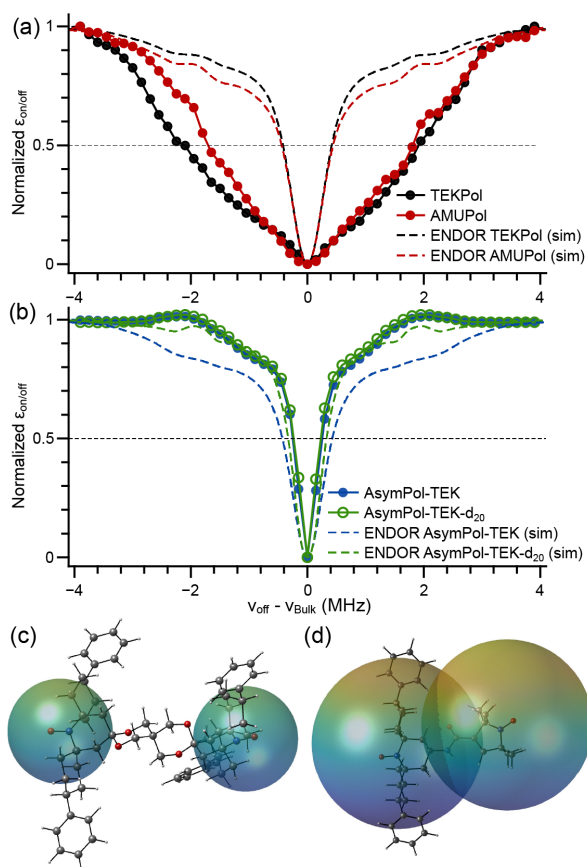 (a)
1
0.5
0
Normalized ε_on/off
TEKPol
AMUPol
ENDOR TEKPol (sim)
ENDOR AMUPol (sim)
−4 −2 0 2 4
(b)
1
0.5
0
Normalized ε_on/off
AsymPol-TEK
AsymPol-TEK-d₂₀
ENDOR AsymPol-TEK (sim)
ENDOR AsymPol-TEK-d₂₀ (sim)
−4 −2 0 2 4
ν_off - ν_Bulk (MHz)
(c) (d)